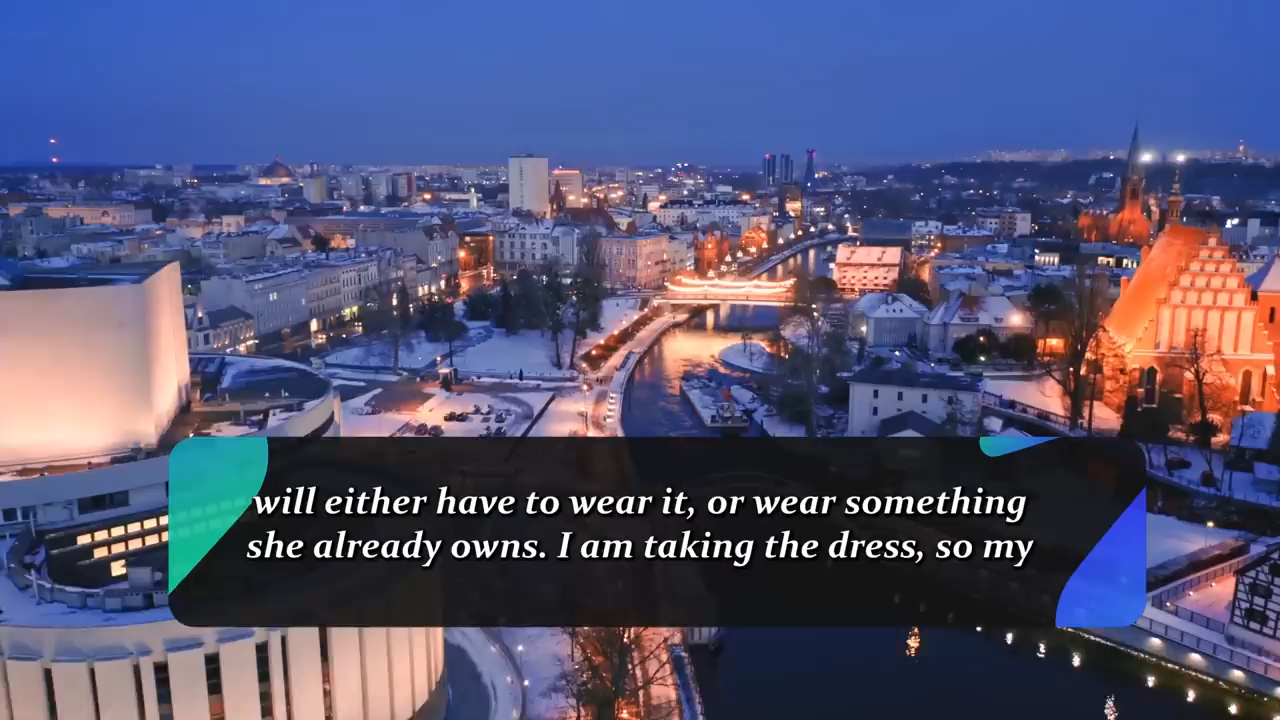 will either have to wear it, or wear something
she already owns. I am taking the dress, so my